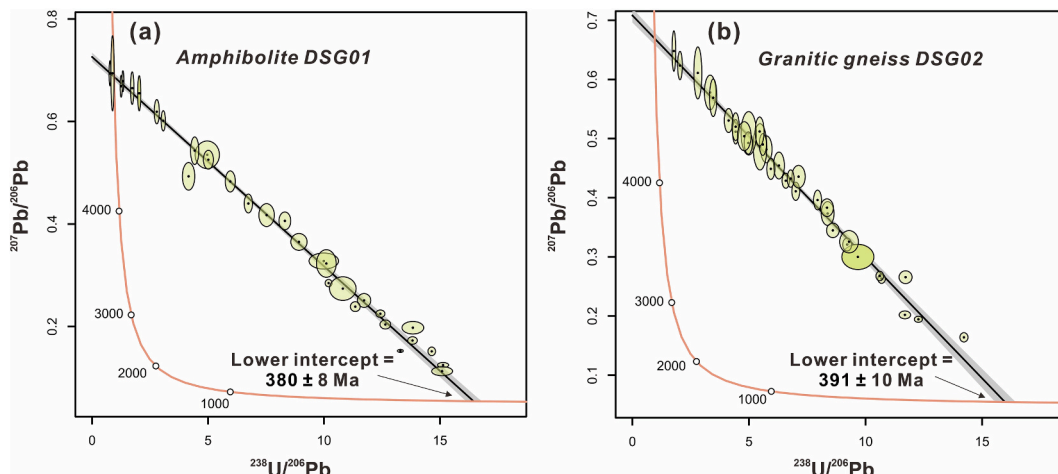 (a)
Amphibolite DSG01
0.8
0.6
0.4
0.2
²⁰⁷Pb/²⁰⁶Pb
4000
3000
2000
1000
Lower intercept =
380 ± 8 Ma
0 5 10 15
²³⁸U/²⁰⁶Pb
(b)
Granitic gneiss DSG02
0.7
0.6
0.5
0.4
0.3
0.2
0.1
²⁰⁷Pb/²⁰⁶Pb
4000
3000
2000
1000
Lower intercept =
391 ± 10 Ma
0 5 10 15
²³⁸U/²⁰⁶Pb